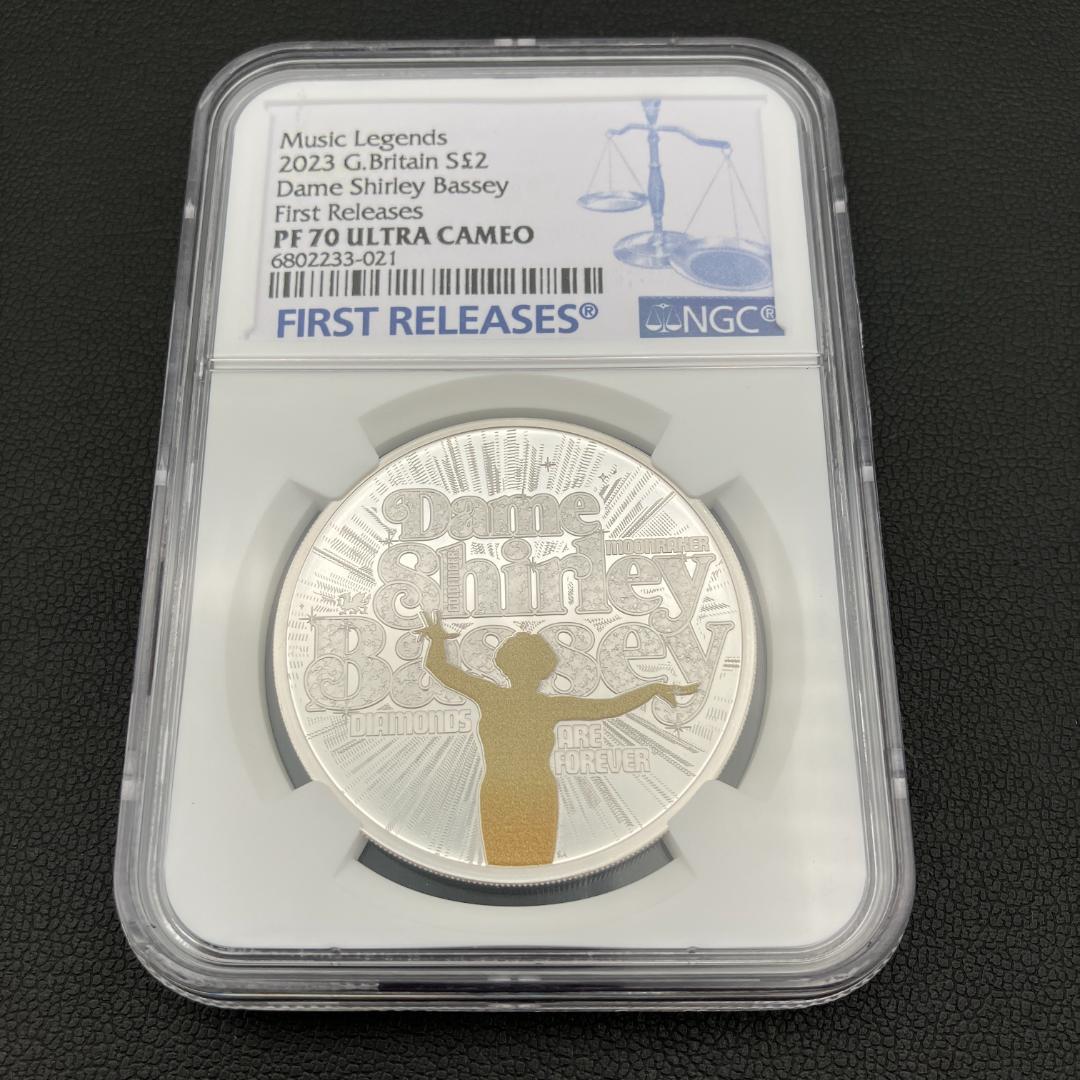 Music Legends
2023 G.Britain S£2
Dame Shirley Bassey
First Releases
PF 70 ULTRA CAMEO
6802233-021
FIRST RELEASES®
NGC®
Dame
Shirley
MOONRAKER
Bassey
DIAMONDS
ARE
FOREVER